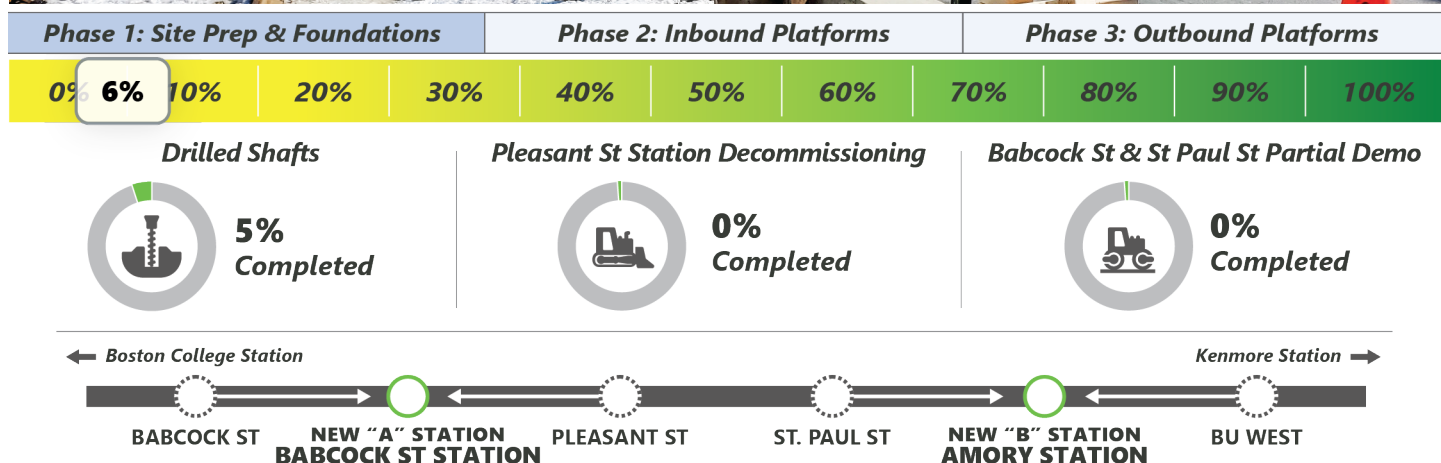 Phase 1: Site Prep & Foundations
Phase 2: Inbound Platforms
Phase 3: Outbound Platforms
0% 6% 10% 20% 30% 40% 50% 60% 70% 80% 90% 100%
Drilled Shafts
5%
Completed
Pleasant St Station Decommissioning
0%
Completed
Babcock St & St Paul St Partial Demo
0%
Completed
Boston College Station
Kenmore Station
BABCOCK ST
NEW “A” STATION
BABCOCK ST STATION
PLEASANT ST
ST. PAUL ST
NEW “B” STATION
AMORY STATION
BU WEST